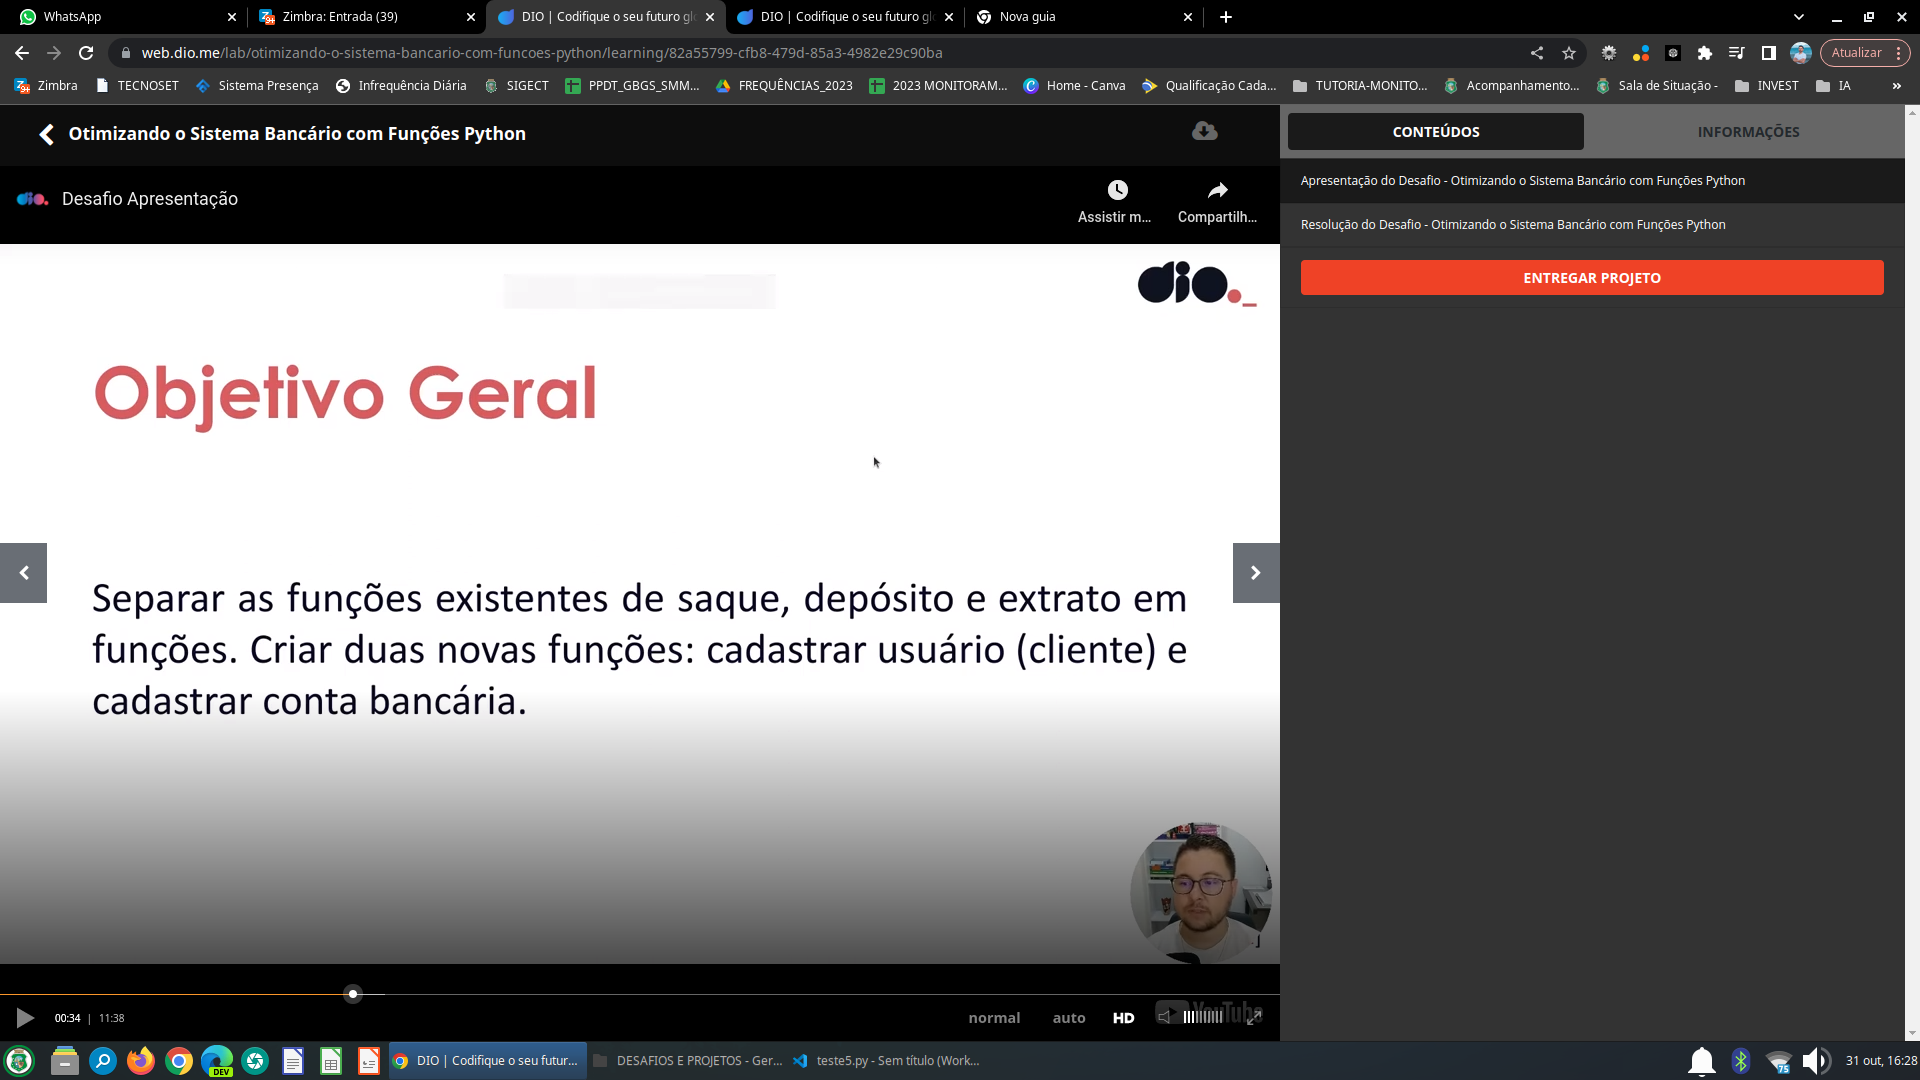 WhatsApp
Zimbra: Entrada (39)
DIO | Codifique o seu futuro gl
DIO | Codifique o seu futuro gl
Nova guia
web.dio.me/lab/otimizando-o-sistema-bancario-com-funcoes-python/learning/82a55799-cfb8-479d-85a3-4982e29c90ba
Atualizar
Zimbra
TECNOSET
Sistema Presença
Infrequência Diária
SIGECT
PPDT_GBGS_SMM...
FREQUÊNCIAS_2023
2023 MONITORAM...
Home - Canva
Qualificação Cada...
TUTORIA-MONITO...
Acompanhamento...
Sala de Situação -
INVEST
IA
»
Otimizando o Sistema Bancário com Funções Python
CONTEÚDOS
INFORMAÇÕES
dio.
Desafio Apresentação
Assistir m...
Compartilh...
Apresentação do Desafio - Otimizando o Sistema Bancário com Funções Python
Resolução do Desafio - Otimizando o Sistema Bancário com Funções Python
ENTREGAR PROJETO
dio._
Objetivo Geral
Separar as funções existentes de saque, depósito e extrato em
funções. Criar duas novas funções: cadastrar usuário (cliente) e
cadastrar conta bancária.
00:34 | 11:38
normal
auto
HD
YouTube
DEV
DIO | Codifique o seu futur...
DESAFIOS E PROJETOS - Ger...
teste5.py - Sem título (Work...
75
31 out, 16:28